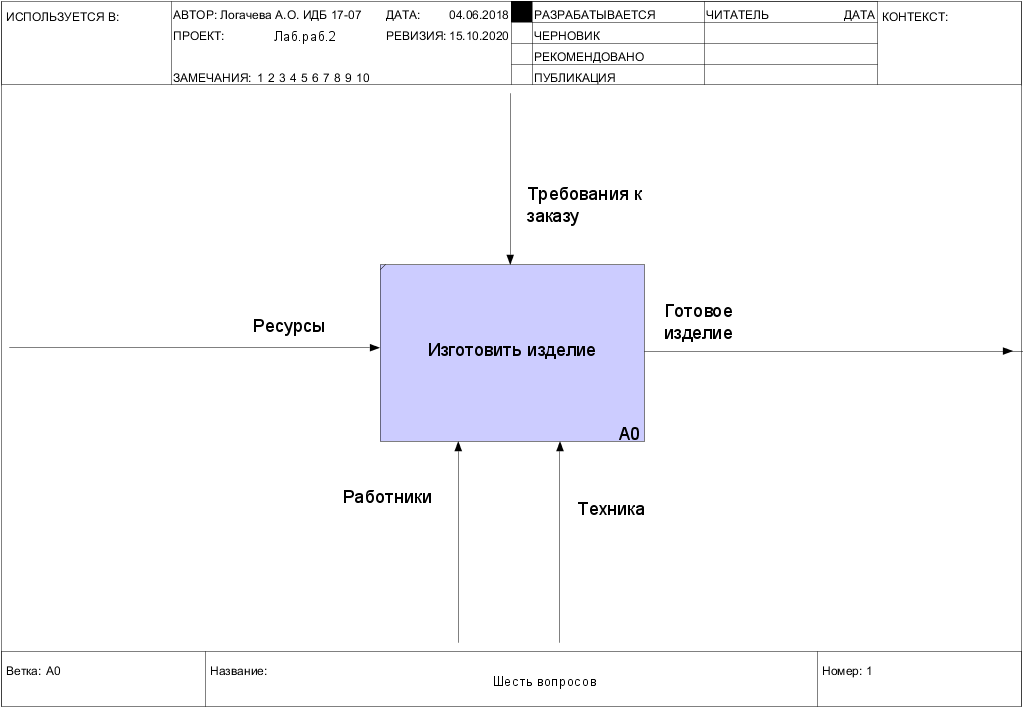 ИСПОЛЬЗУЕТСЯ В:
АВТОР: Логачева А.О. ИДБ 17-07
ДАТА: 04.06.2018
ПРОЕКТ: Лаб.раб.2
РЕВИЗИЯ: 15.10.2020
ЗАМЕЧАНИЯ: 1 2 3 4 5 6 7 8 9 10
РАЗРАБАТЫВАЕТСЯ
ЧЕРНОВИК
РЕКОМЕНДОВАНО
ПУБЛИКАЦИЯ
ЧИТАТЕЛЬ ДАТА
КОНТЕКСТ:
Требования к
заказу
Ресурсы
Изготовить изделие
A0
Готовое
изделие
Работники
Техника
Ветка: A0
Название:
Шесть вопросов
Номер: 1